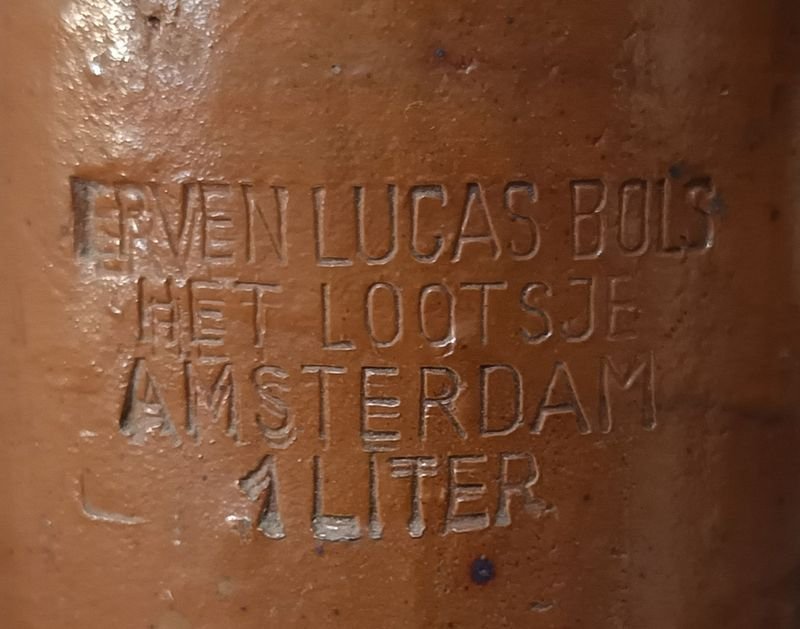 ERVEN LUCAS BOLS
HET LOOTSJE
AMSTERDAM
1 LITER